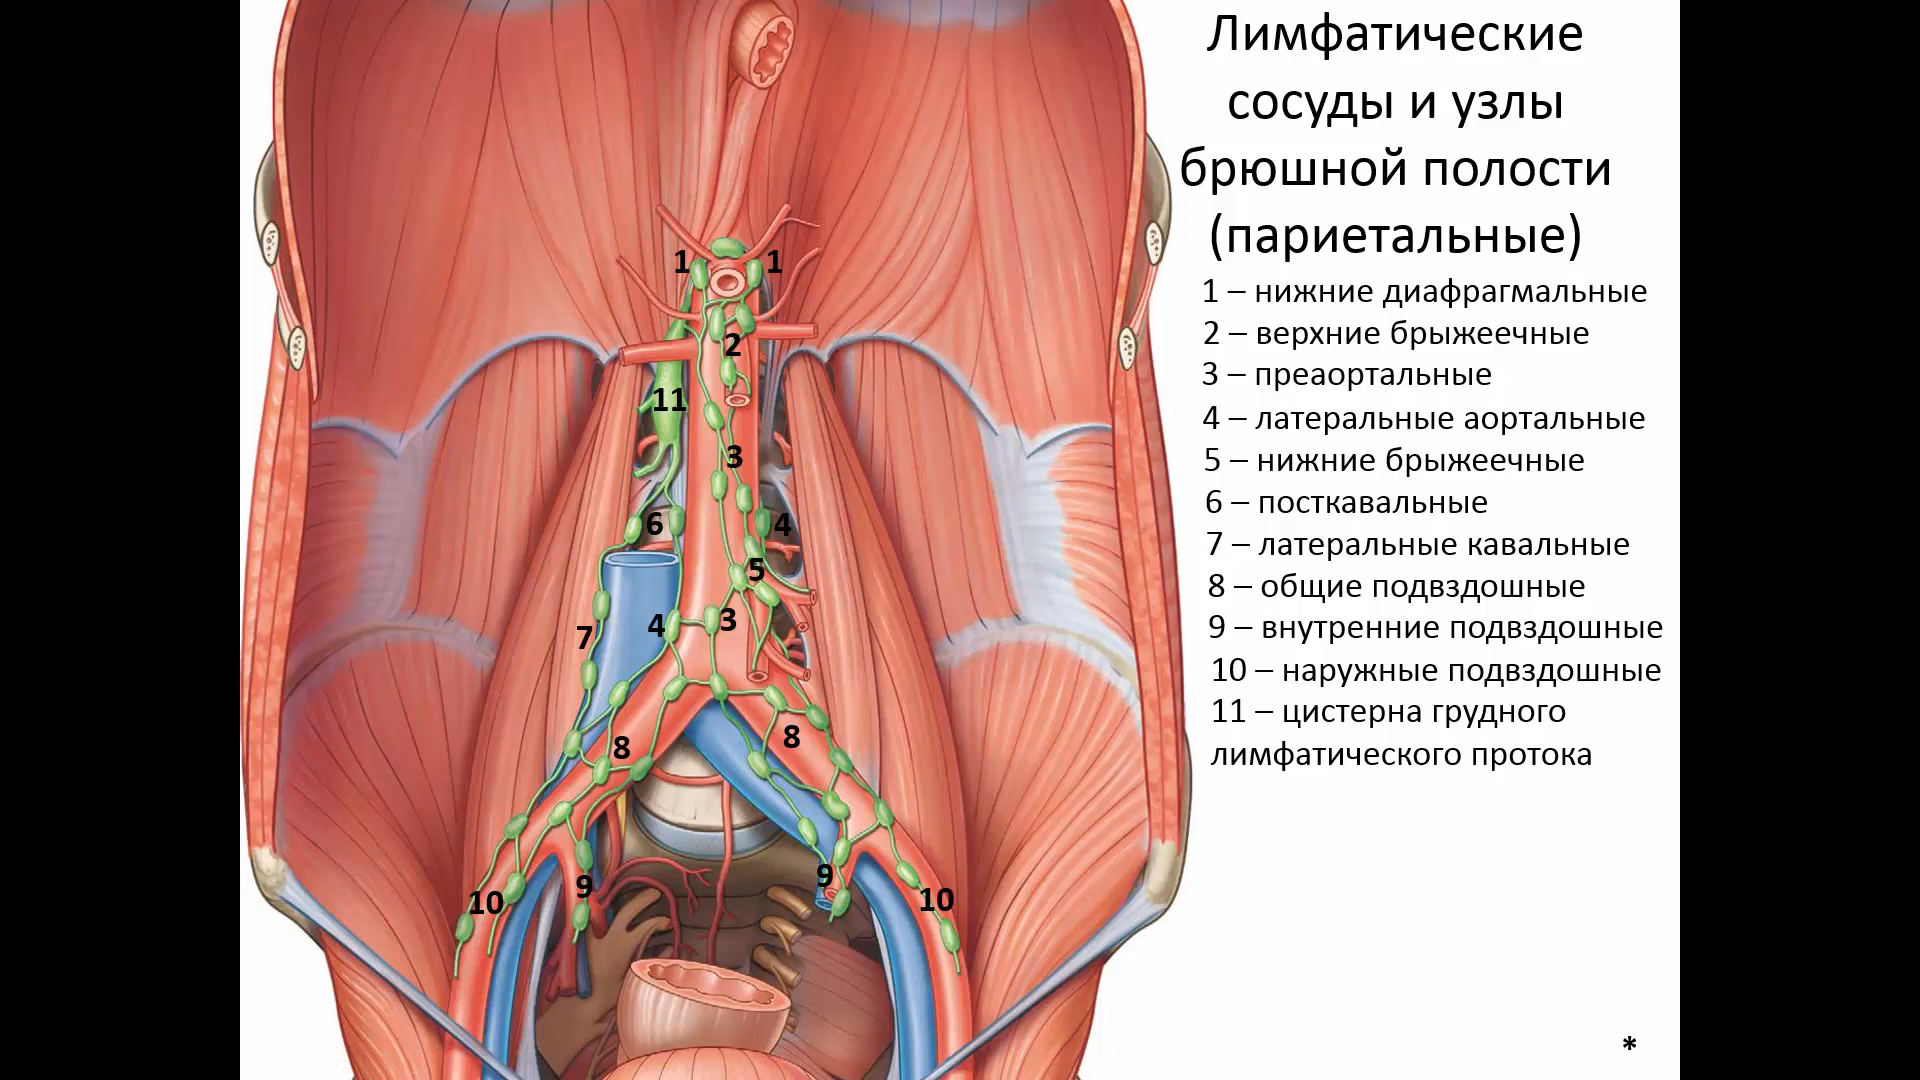 Лимфатические
сосуды и узлы
брюшной полости
(париетальные)
1 – нижние диафрагмальные
2 – верхние брыжеечные
3 – преаортальные
4 – латеральные аортальные
5 – нижние брыжеечные
6 – посткавальные
7 – латеральные кавальные
8 – общие подвздошные
9 – внутренние подвздошные
10 – наружные подвздошные
11 – цистерна грудного
лимфатического протока
1 1
2
11
3
6 4
5
7 4 3
8 8
10 9 9 10
*